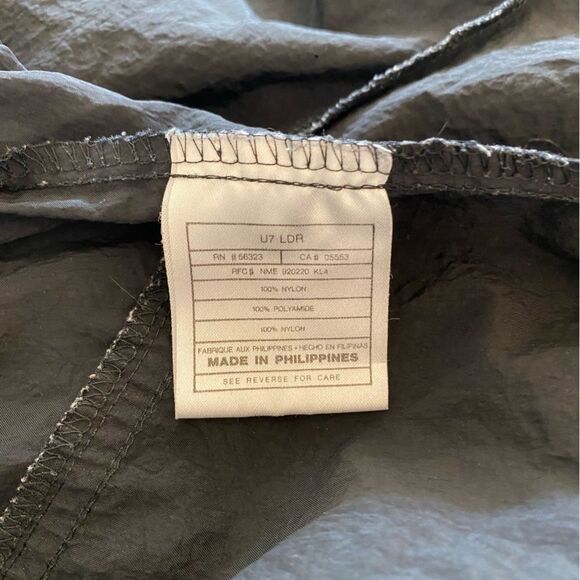 U7 LDR
RN # 56323 CA # 05553
RFC# NME 920220 KL4
100% NYLON
100% POLYAMIDE
100% NYLON
FABRIQUE AUX PHILIPPINES • HECHO EN FILIPINAS
MADE IN PHILIPPINES
SEE REVERSE FOR CARE